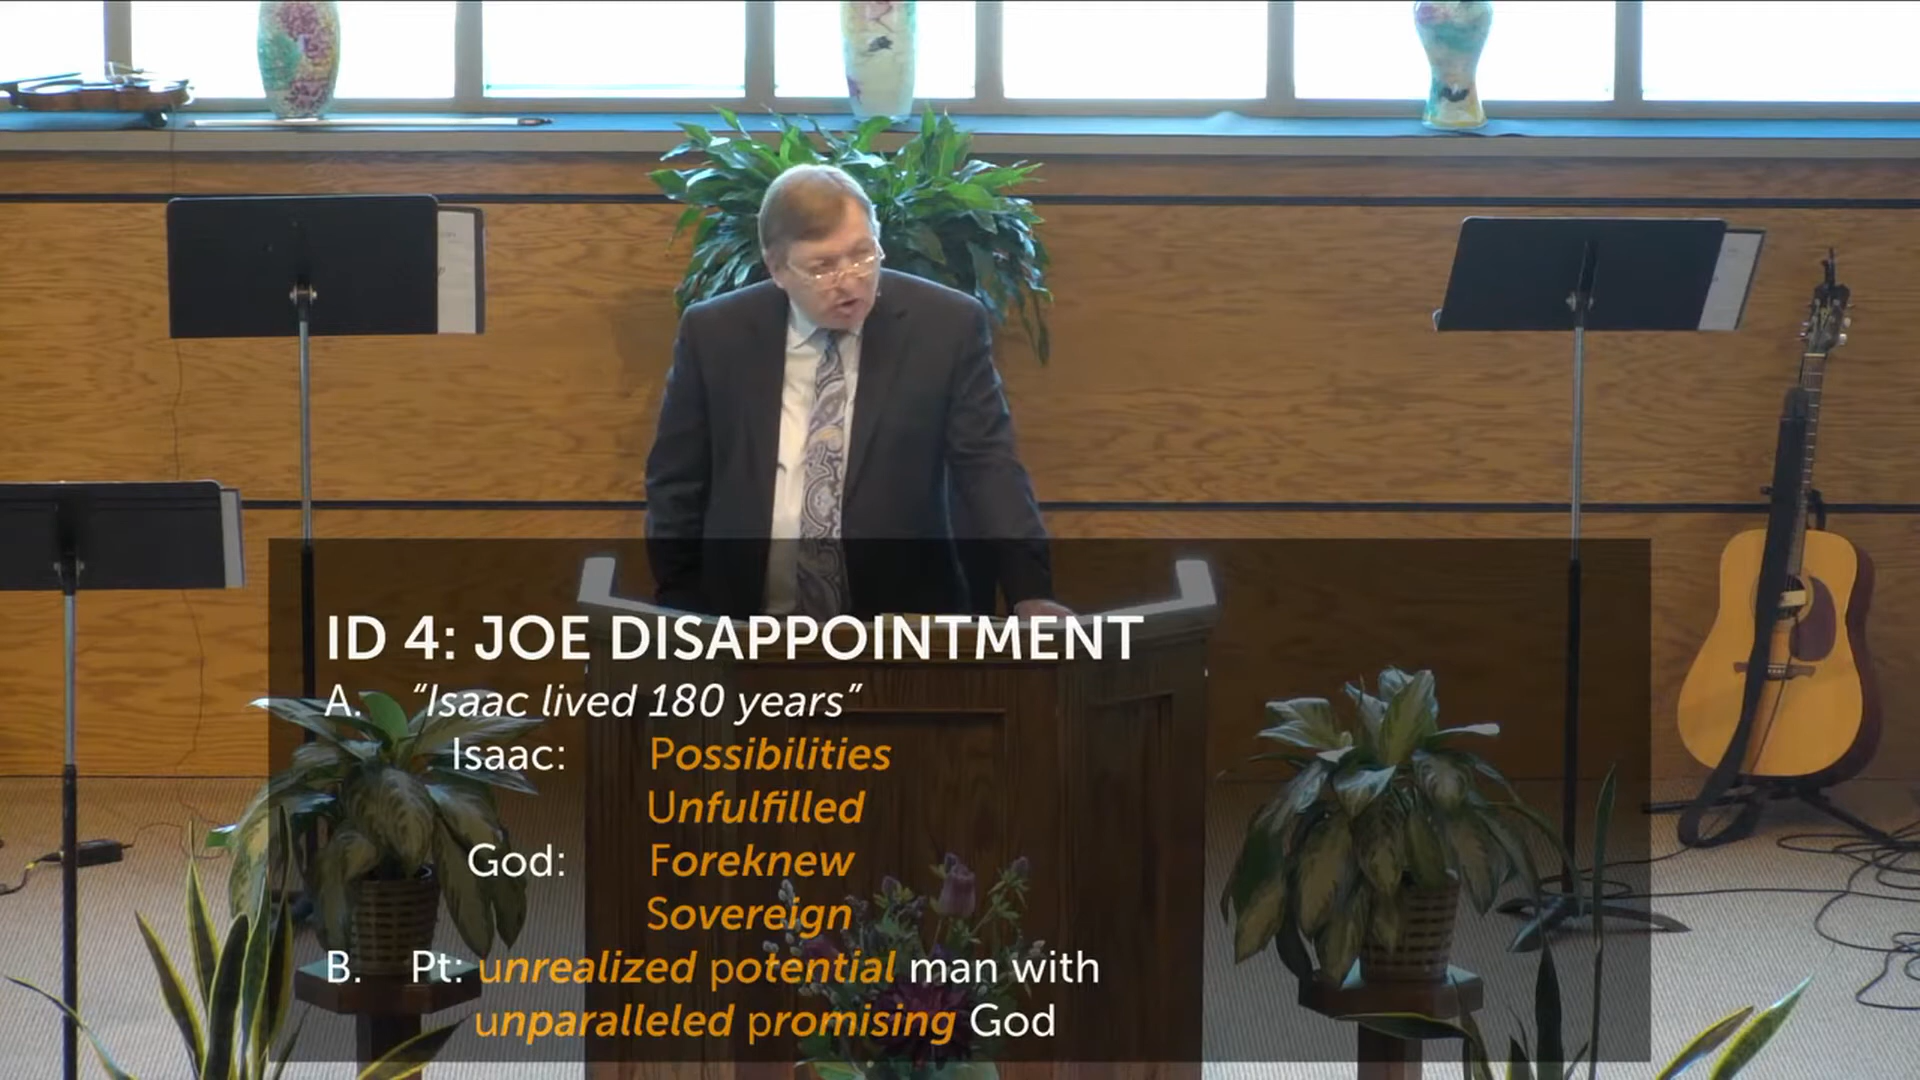 ID 4: JOE DISAPPOINTMENT
A. “Isaac lived 180 years”
Isaac: Possibilities
Unfulfilled
God: Foreknew
Sovereign
B. Pt: unrealized potential man with
unparalleled promising God